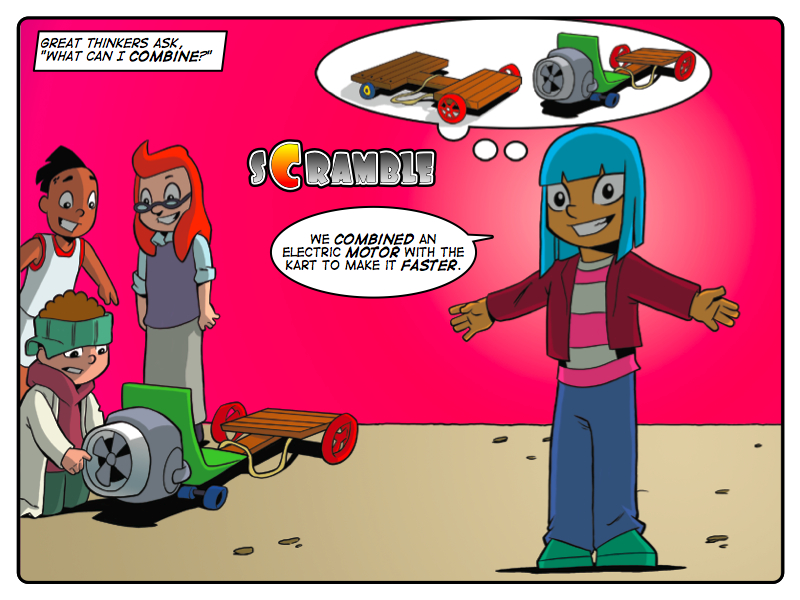 GREAT THINKERS ASK,
"WHAT CAN I COMBINE?"
SCRAMBLE
WE COMBINED AN
ELECTRIC MOTOR WITH THE
KART TO MAKE IT FASTER.